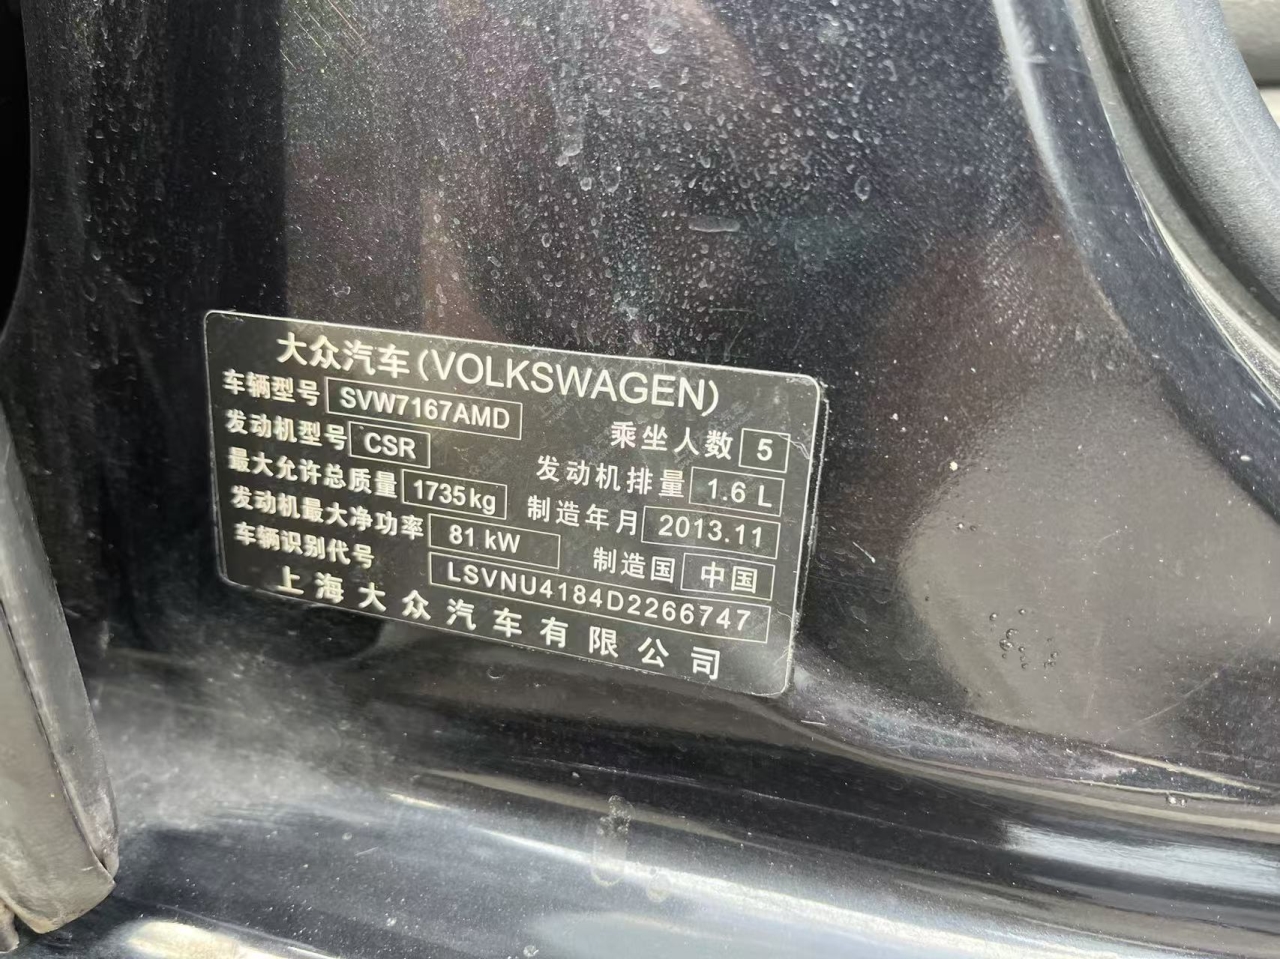 大众汽车(VOLKSWAGEN)
车辆型号 SVW7167AMD 乘坐人数 5
发动机型号 CSR 发动机排量 1.6 L
最大允许总质量 1735kg 制造年月 2013.11
发动机最大净功率 81 kW 制造国 中国
车辆识别代号 LSVNU4184D2266747
上海大众汽车有限公司